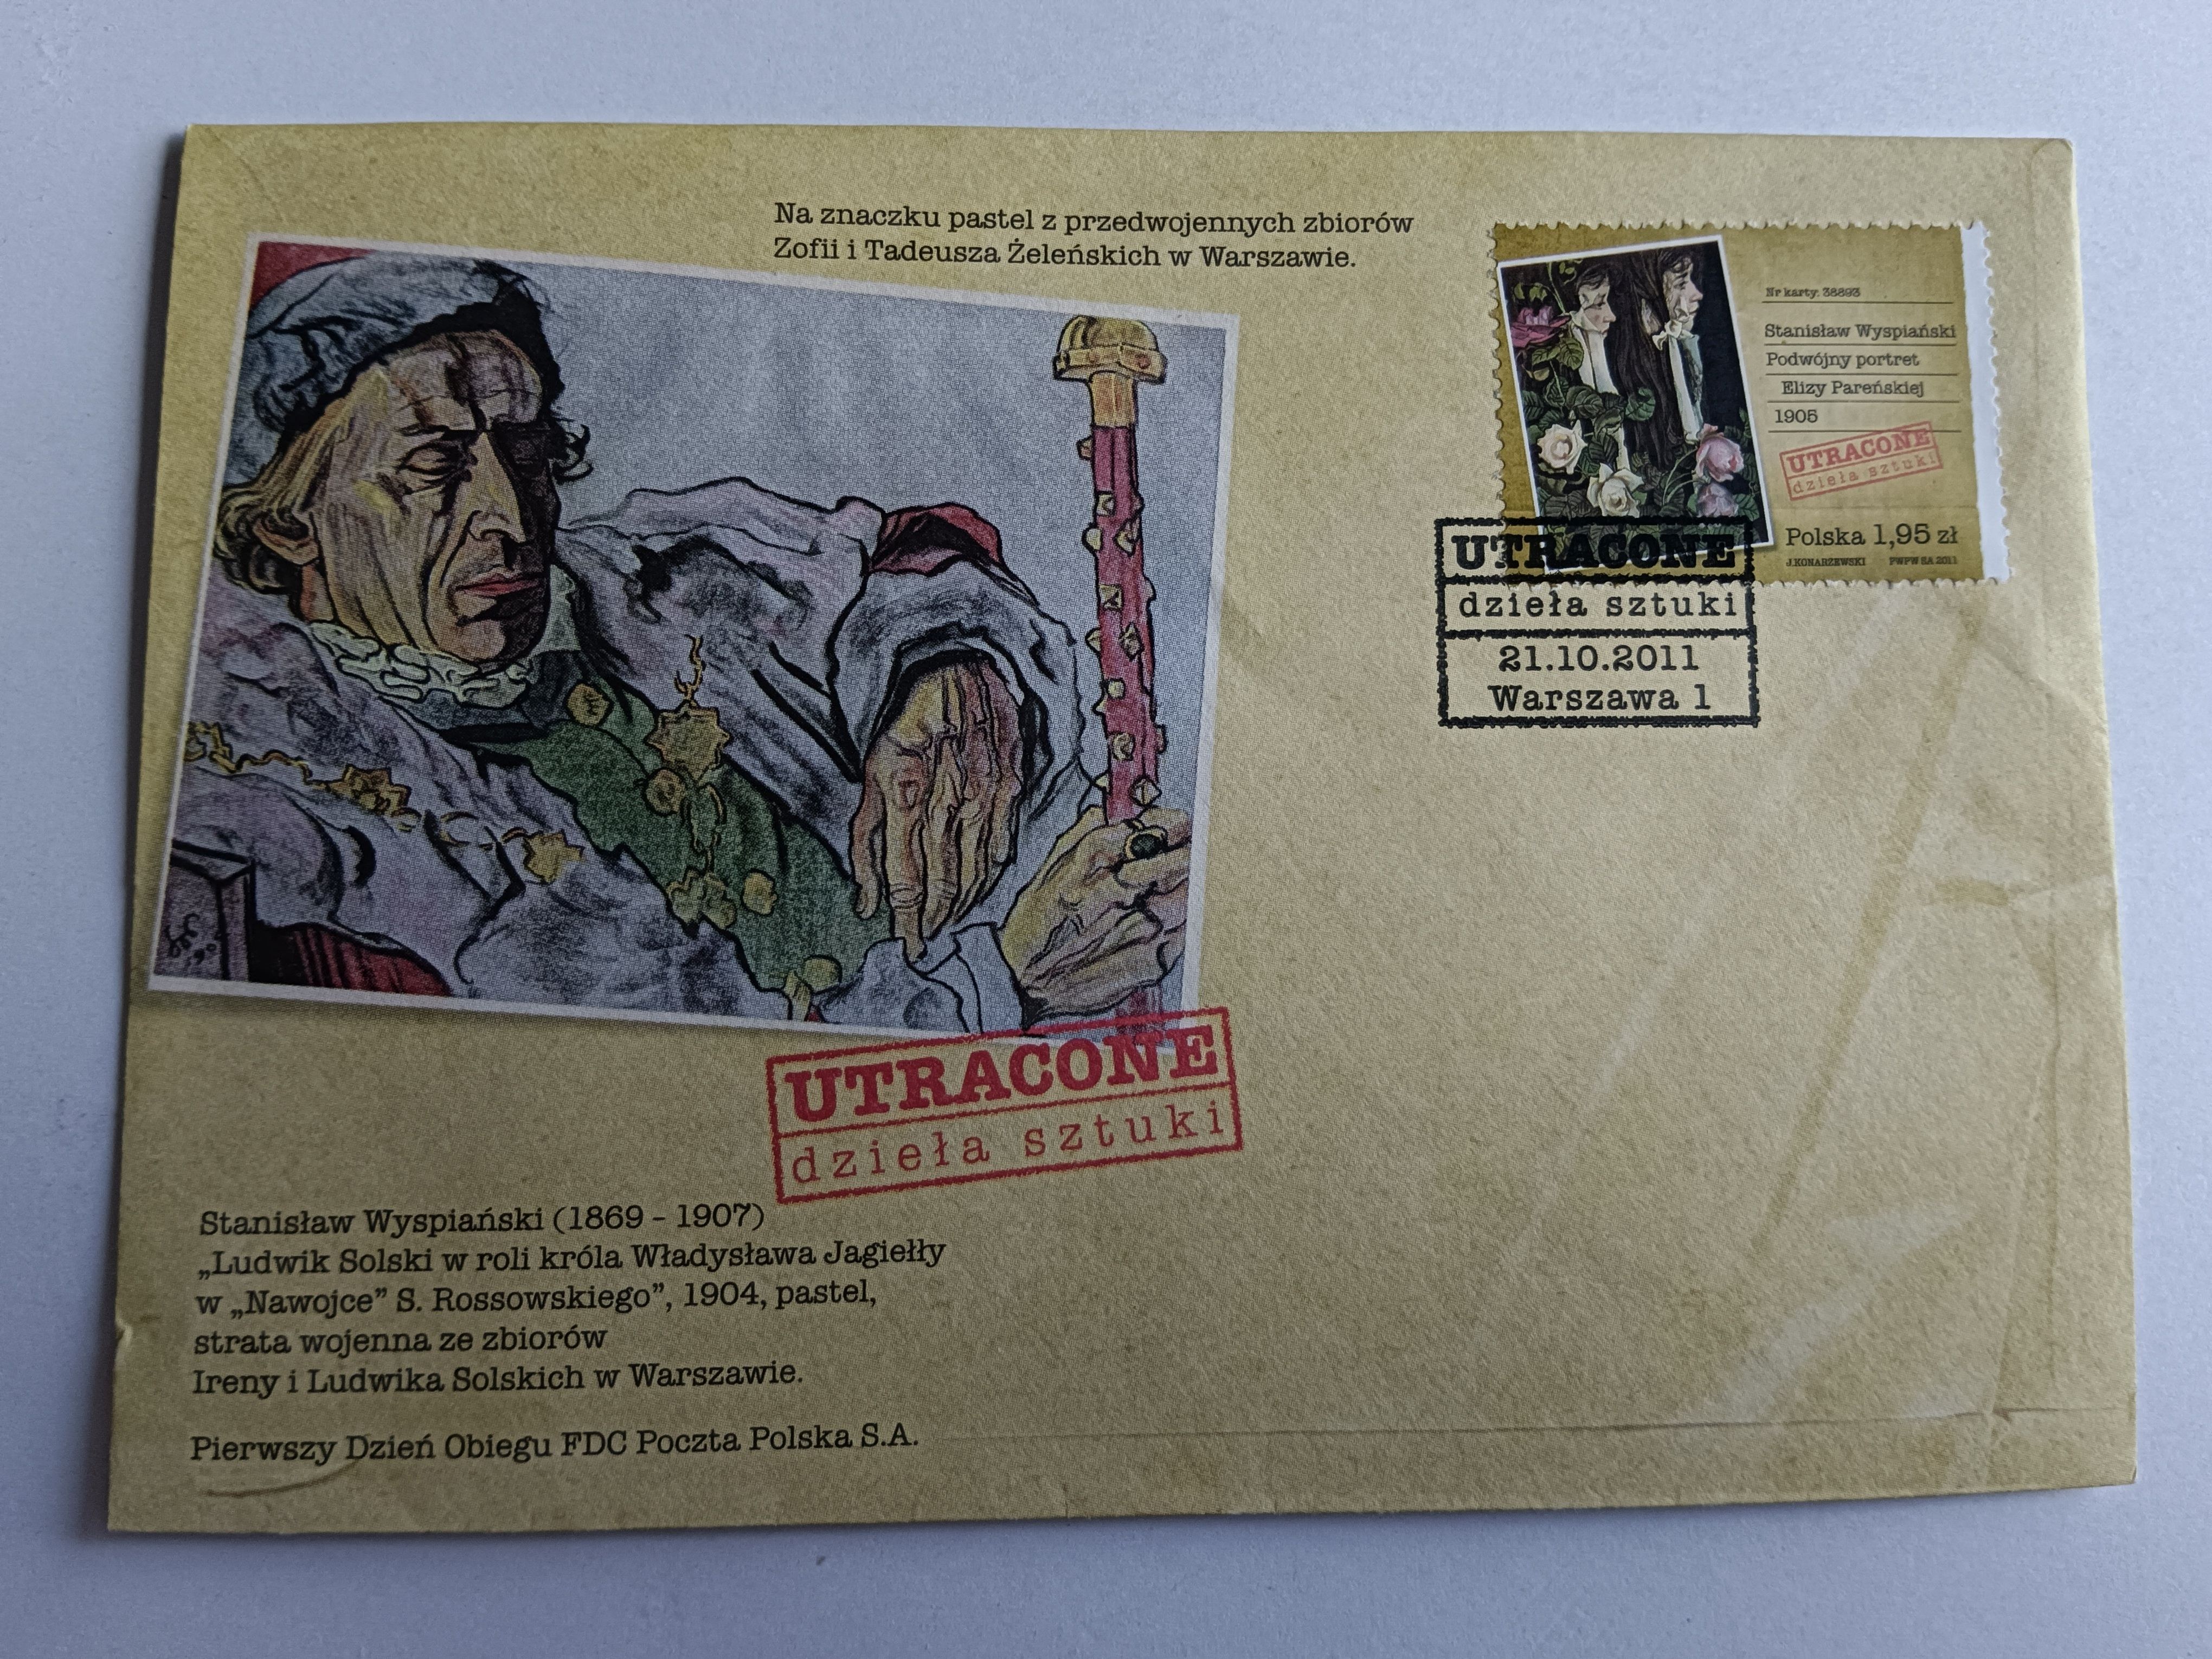 Na znaczku pastel z przedwojennych zbiorów
Zofii i Tadeusza Żeleńskich w Warszawie.
Nr karty: 38893
Stanisław Wyspiański
Podwójny portret
Elizy Pareńskiej
1905
UTRACONE
dzieła sztuki
Polska 1,95 zł
J.KONARZEWSKI PWPW SA 2011
UTRACONE
dzieła sztuki
21.10.2011
Warszawa 1
UTRACONE
dzieła sztuki
Stanisław Wyspiański (1869 - 1907)
„Ludwik Solski w roli króla Władysława Jagiełły
w „Nawojce” S. Rossowskiego”, 1904, pastel,
strata wojenna ze zbiorów
Ireny i Ludwika Solskich w Warszawie.
Pierwszy Dzień Obiegu FDC Poczta Polska S.A.